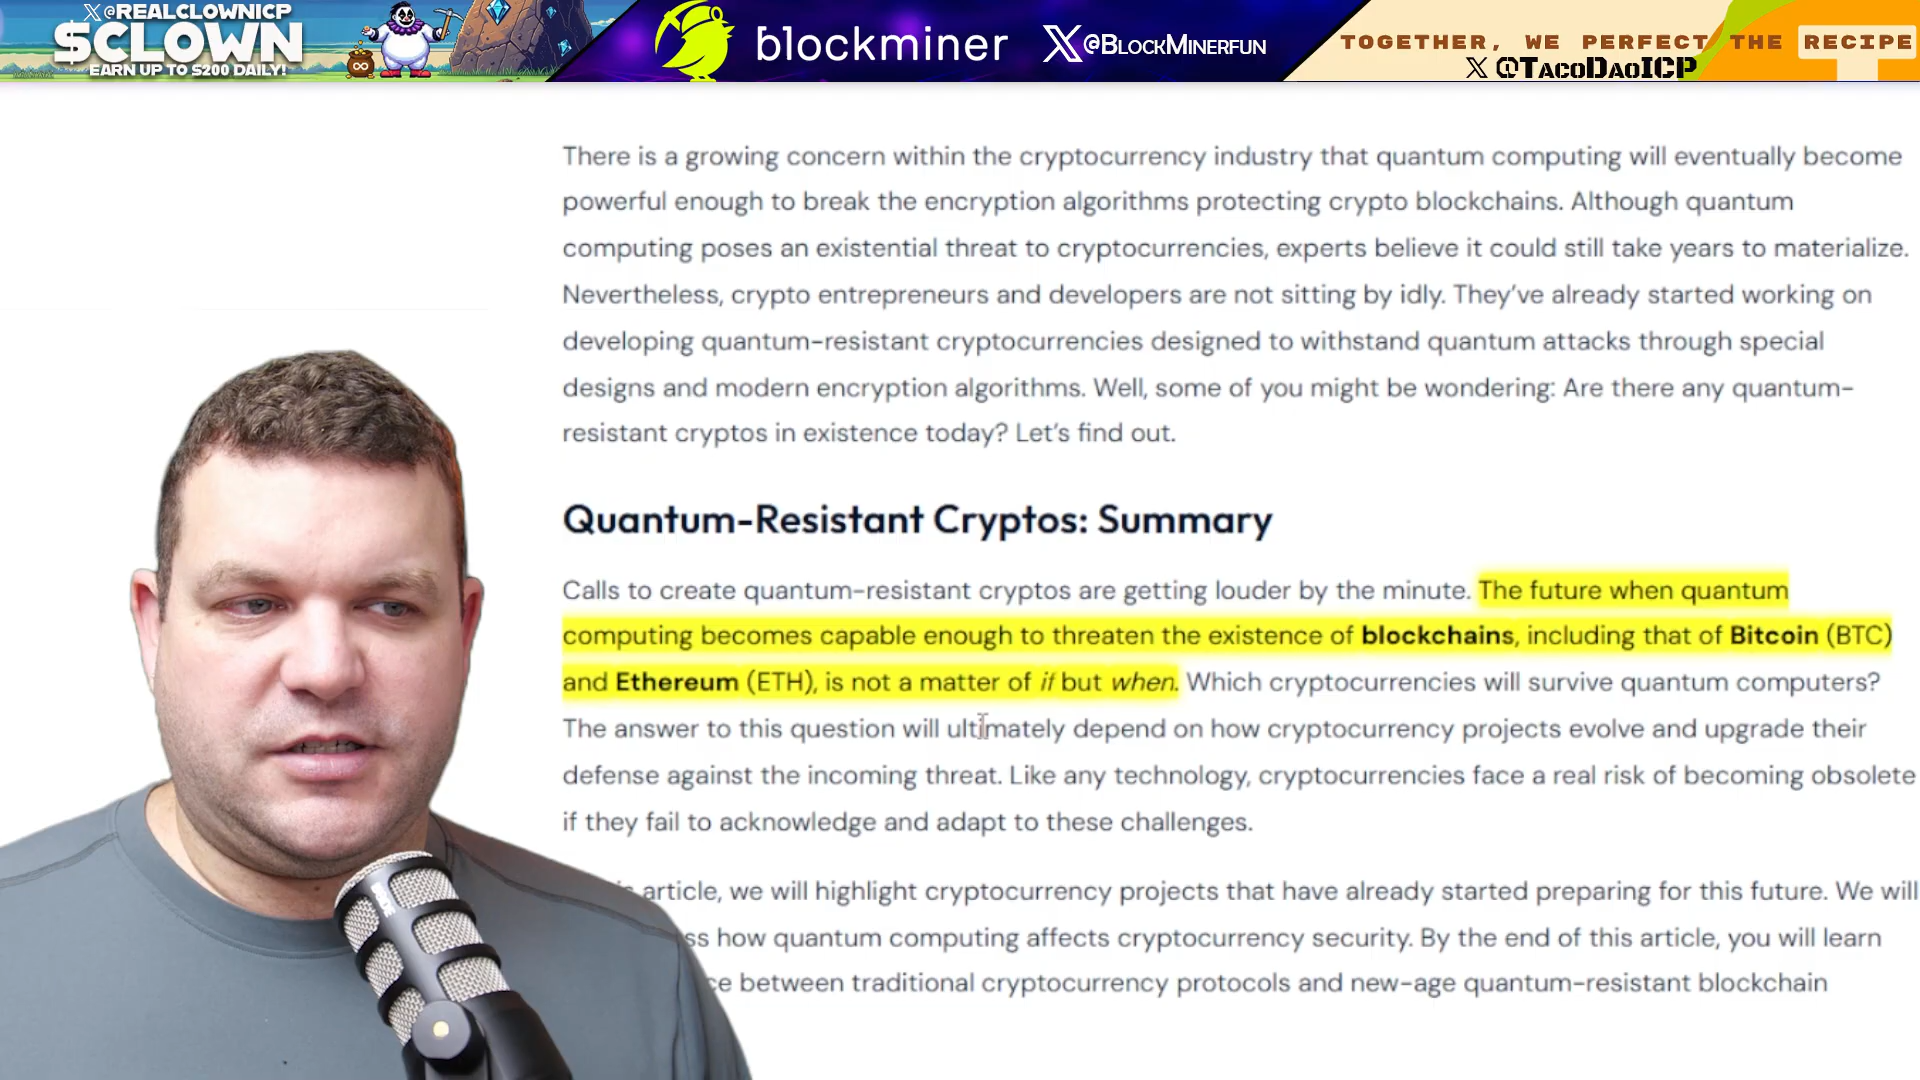 X@REALCLOWNICP
$CLOWN
EARN UP TO $200 DAILY!
blockminer
X@BLOCKMINERFUN
TOGETHER, WE PERFECT THE RECIPE
X @TACODAOICP
There is a growing concern within the cryptocurrency industry that quantum computing will eventually become
powerful enough to break the encryption algorithms protecting crypto blockchains. Although quantum
computing poses an existential threat to cryptocurrencies, experts believe it could still take years to materialize.
Nevertheless, crypto entrepreneurs and developers are not sitting by idly. They’ve already started working on
developing quantum-resistant cryptocurrencies designed to withstand quantum attacks through special
designs and modern encryption algorithms. Well, some of you might be wondering: Are there any quantum-
resistant cryptos in existence today? Let’s find out.
Quantum-Resistant Cryptos: Summary
Calls to create quantum-resistant cryptos are getting louder by the minute. The future when quantum
computing becomes capable enough to threaten the existence of blockchains, including that of Bitcoin (BTC)
and Ethereum (ETH), is not a matter of if but when. Which cryptocurrencies will survive quantum computers?
The answer to this question will ultimately depend on how cryptocurrency projects evolve and upgrade their
defense against the incoming threat. Like any technology, cryptocurrencies face a real risk of becoming obsolete
if they fail to acknowledge and adapt to these challenges.
article, we will highlight cryptocurrency projects that have already started preparing for this future. We will
ss how quantum computing affects cryptocurrency security. By the end of this article, you will learn
ce between traditional cryptocurrency protocols and new-age quantum-resistant blockchain